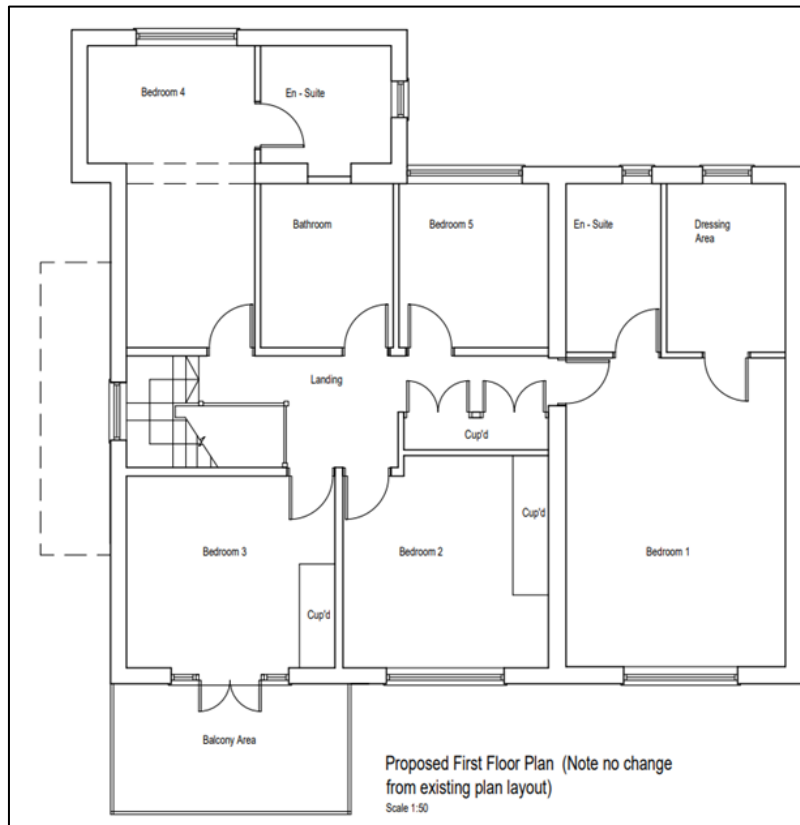 Bedroom 4
En - Suite
Bathroom
Bedroom 5
En - Suite
Dressing
Area
Landing
Cup'd
Cup'd
Bedroom 3
Bedroom 2
Bedroom 1
Cup'd
Balcony Area
Proposed First Floor Plan (Note no change
from existing plan layout)
Scale 1:50